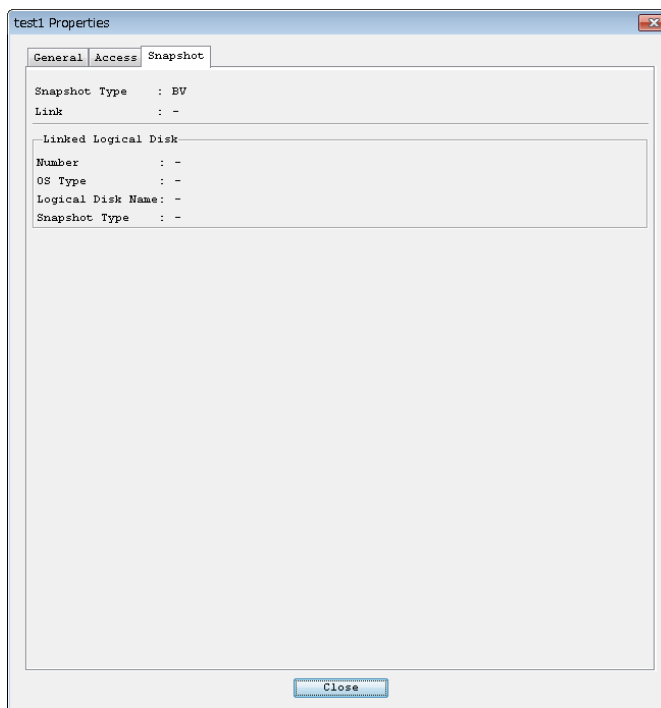 test1 Properties
General Access Snapshot
Snapshot Type : BV
Link : -
Linked Logical Disk
Number : -
OS Type : -
Logical Disk Name: -
Snapshot Type : -
Close